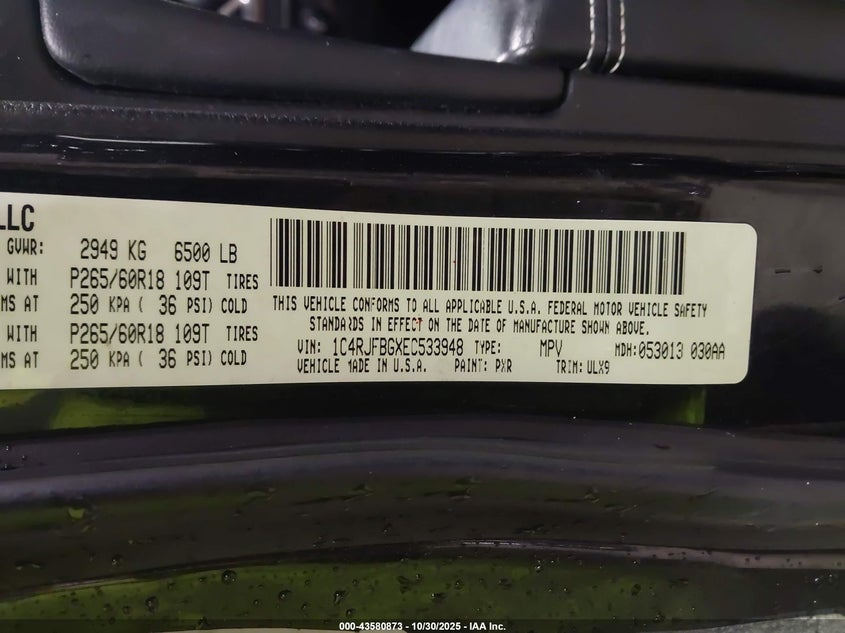 LLC
GVWR: 2949 KG 6500 LB
WITH P265/60R18 109T TIRES
MS AT 250 KPA ( 36 PSI) COLD
WITH P265/60R18 109T TIRES
MS AT 250 KPA ( 36 PSI) COLD
THIS VEHICLE CONFORMS TO ALL APPLICABLE U.S.A. FEDERAL MOTOR VEHICLE SAFETY
STANDARDS IN EFFECT ON THE DATE OF MANUFACTURE SHOWN ABOVE.
VIN: 1C4RJFBGXEC533948 TYPE: MPV MDH:053013 030AA
VEHICLE MADE IN U.S.A. PAINT: PXR TRIM: ULX9
000-43580873 - 10/30/2025 - IAA Inc.